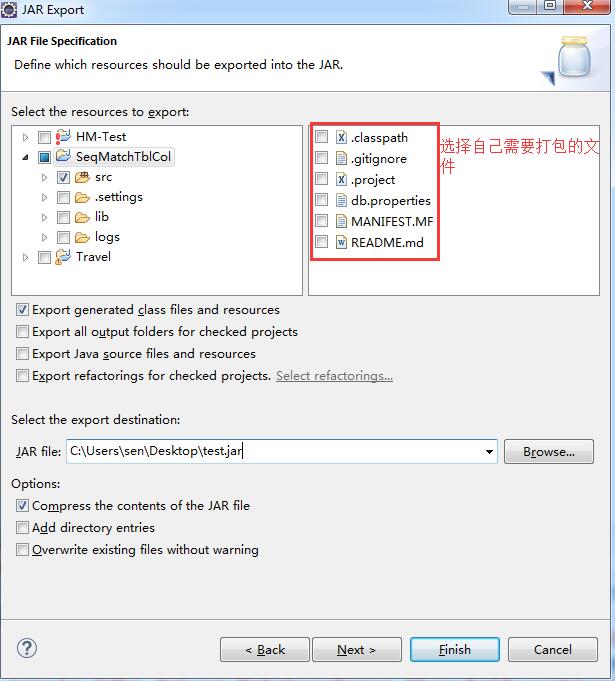 JAR Export
JAR File Specification
Define which resources should be exported into the JAR.
Select the resources to export:
HM-Test
SeqMatchTblCol
src
.settings
lib
logs
Travel
.classpath
.gitignore
.project
db.properties
MANIFEST.MF
README.md
选择自己需要打包的文
件
Export generated class files and resources
Export all output folders for checked projects
Export Java source files and resources
Export refactorings for checked projects. Select refactorings...
Select the export destination:
JAR file: C:\Users\sen\Desktop\test.jar Browse...
Options:
Compress the contents of the JAR file
Add directory entries
Overwrite existing files without warning
? < Back Next > Finish Cancel